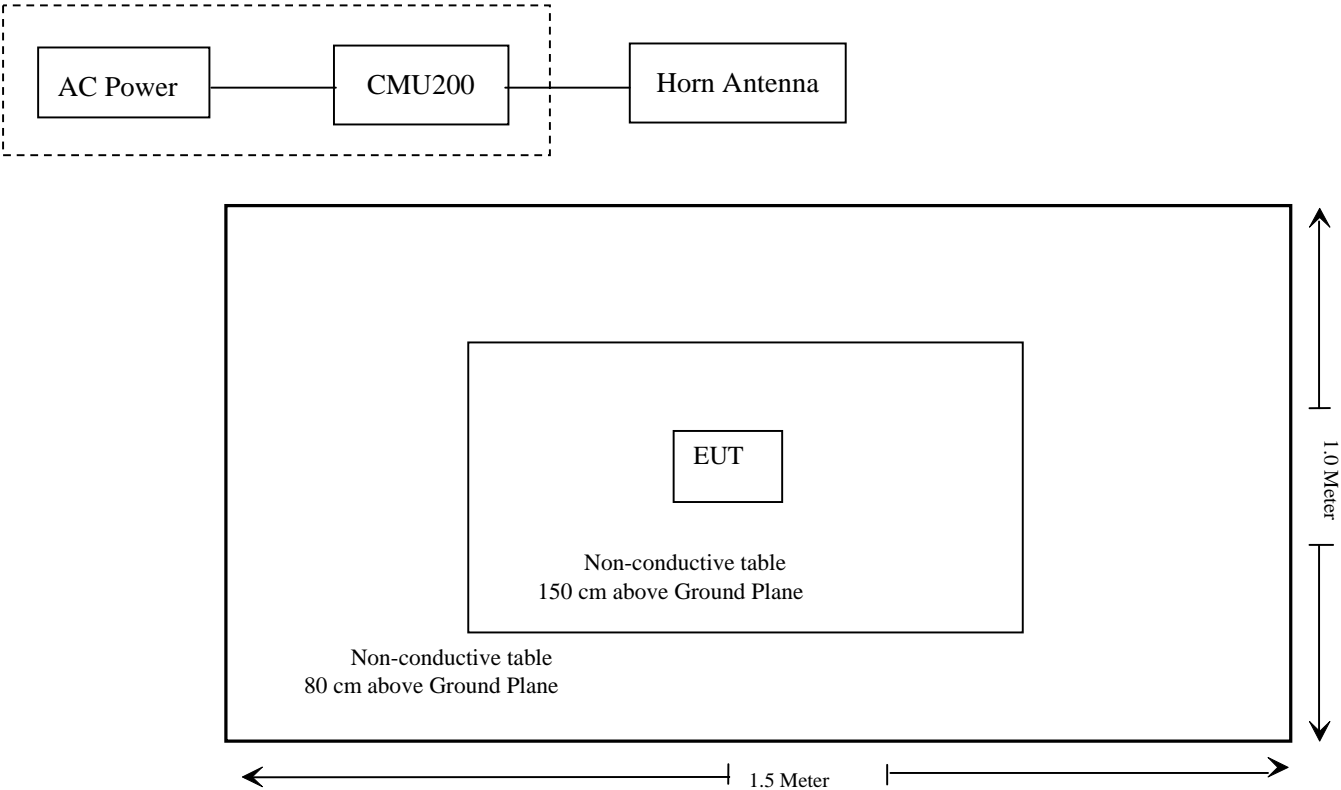 AC Power
CMU200
Horn Antenna
EUT
Non-conductive table
150 cm above Ground Plane
Non-conductive table
80 cm above Ground Plane
1.0 Meter
1.5 Meter